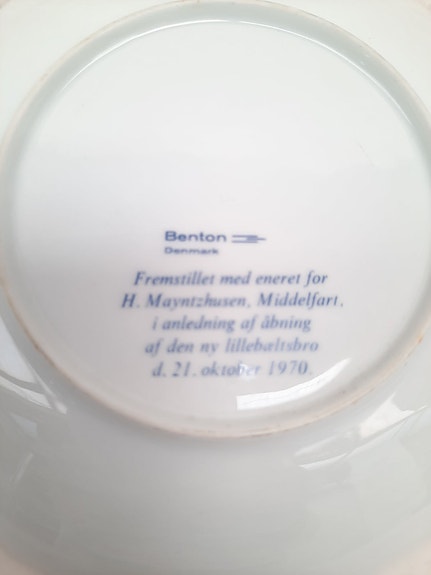 Benton
Denmark
Fremstillet med eneret for
H. Mayntzhusen, Middelfart,
i anledning af åbning
af den ny lillebæltsbro
d. 21. oktober 1970.